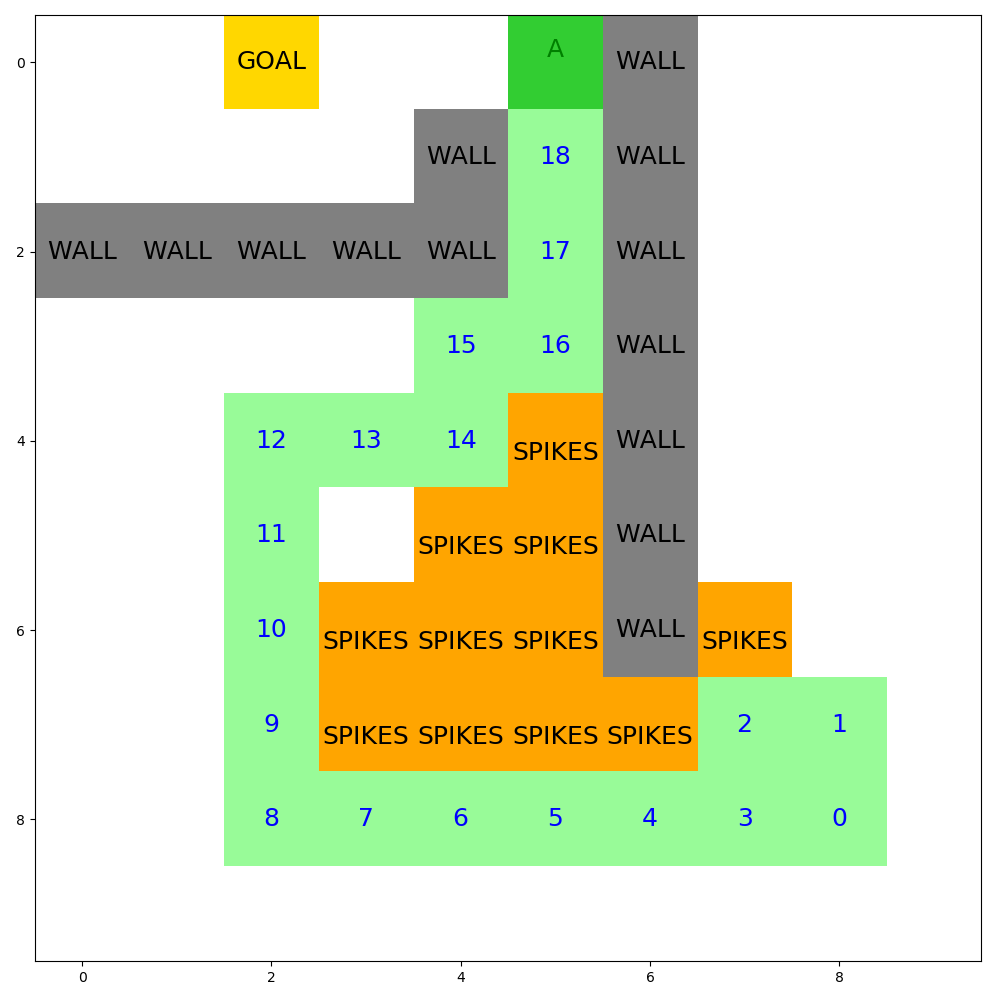 GOAL A WALL
0
WALL 18 WALL
2 WALL WALL WALL WALL WALL 17 WALL
15 16 WALL
4 12 13 14 SPIKES WALL
11 SPIKES SPIKES WALL
6 10 SPIKES SPIKES SPIKES WALL SPIKES
9 SPIKES SPIKES SPIKES SPIKES 2 1
8 8 7 6 5 4 3 0
0 2 4 6 8